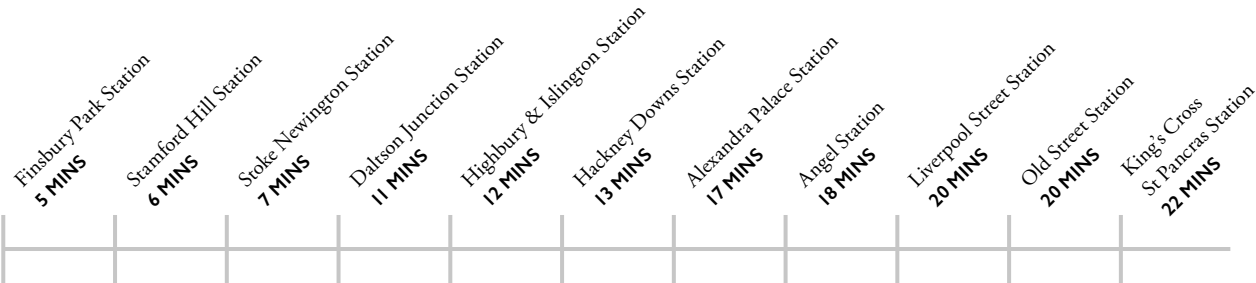 Finsbury Park Station
5 MINS
Stamford Hill Station
6 MINS
Stoke Newington Station
7 MINS
Daltson Junction Station
11 MINS
Highbury & Islington Station
12 MINS
Hackney Downs Station
13 MINS
Alexandra Palace Station
17 MINS
Angel Station
18 MINS
Liverpool Street Station
20 MINS
Old Street Station
20 MINS
King's Cross
St Pancras Station
22 MINS